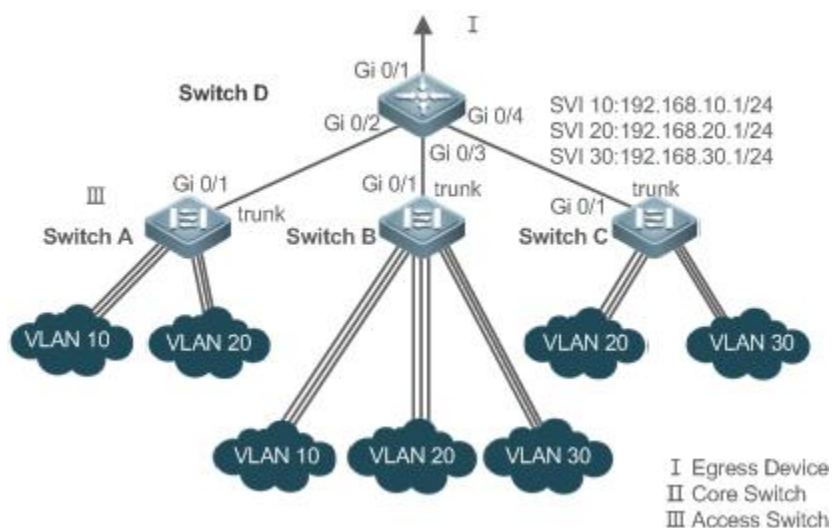 I
Gi 0/1
Switch D
Gi 0/2
Gi 0/4
Gi 0/3
SVI 10:192.168.10.1/24
SVI 20:192.168.20.1/24
SVI 30:192.168.30.1/24
III
Gi 0/1
trunk
Switch A
Gi 0/1
trunk
Switch B
trunk
Gi 0/1
Switch C
VLAN 10
VLAN 20
VLAN 20
VLAN 30
VLAN 10
VLAN 20
VLAN 30
I Egress Device
II Core Switch
III Access Switch